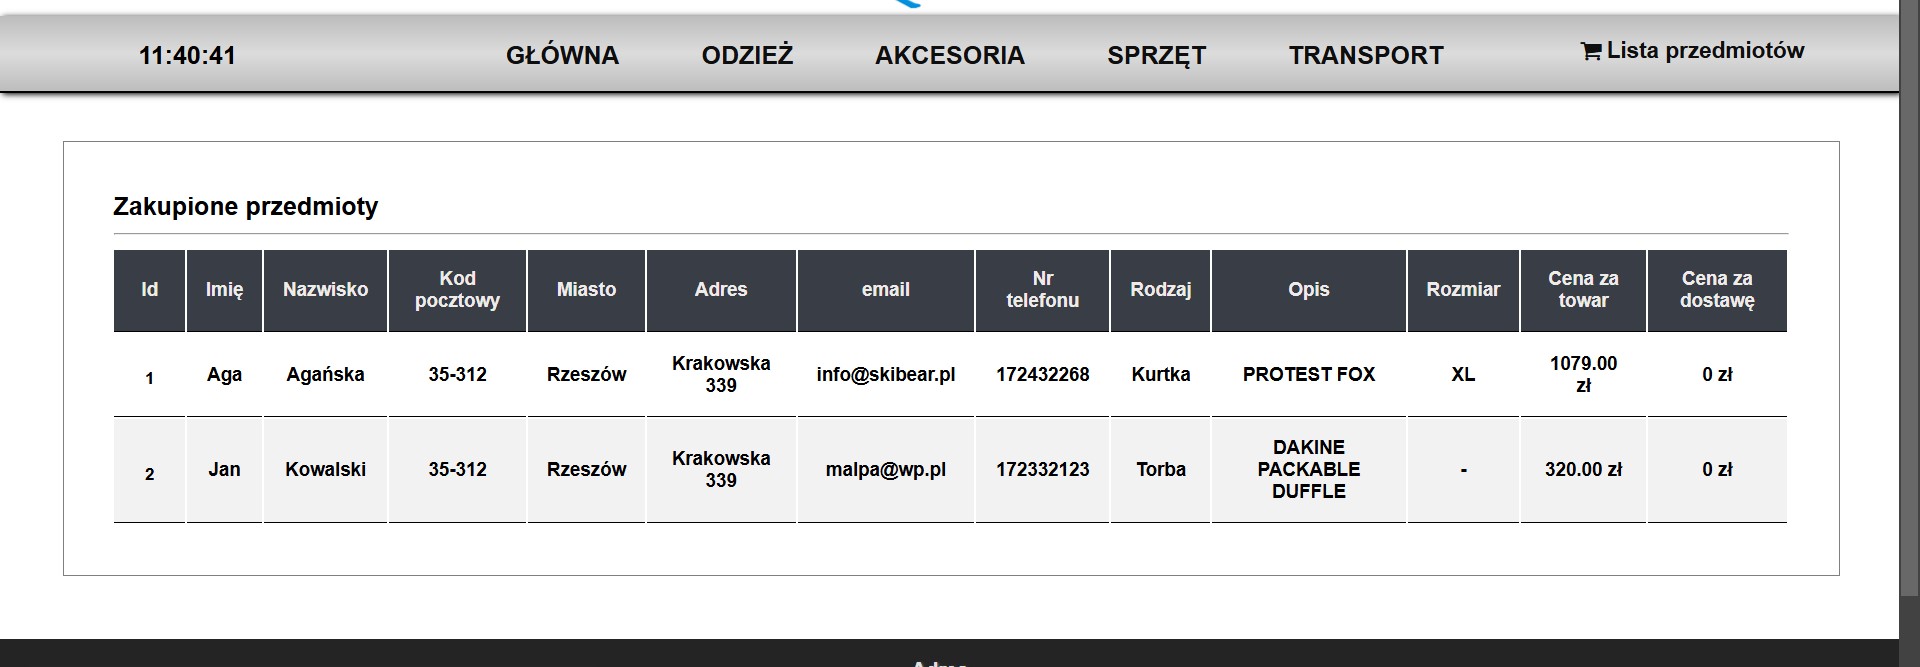 11:40:41 GŁÓWNA ODZIEŻ AKCESORIA SPRZĘT TRANSPORT Lista przedmiotów
Zakupione przedmioty
Id Imię Nazwisko Kod pocztowy Miasto Adres email Nr telefonu Rodzaj Opis Rozmiar Cena za towar Cena za dostawę
1 Aga Agańska 35-312 Rzeszów Krakowska 339 info@skibear.pl 172432268 Kurtka PROTEST FOX XL 1079.00 zł 0 zł
2 Jan Kowalski 35-312 Rzeszów Krakowska 339 malpa@wp.pl 172332123 Torba DAKINE PACKABLE DUFFLE - 320.00 zł 0 zł